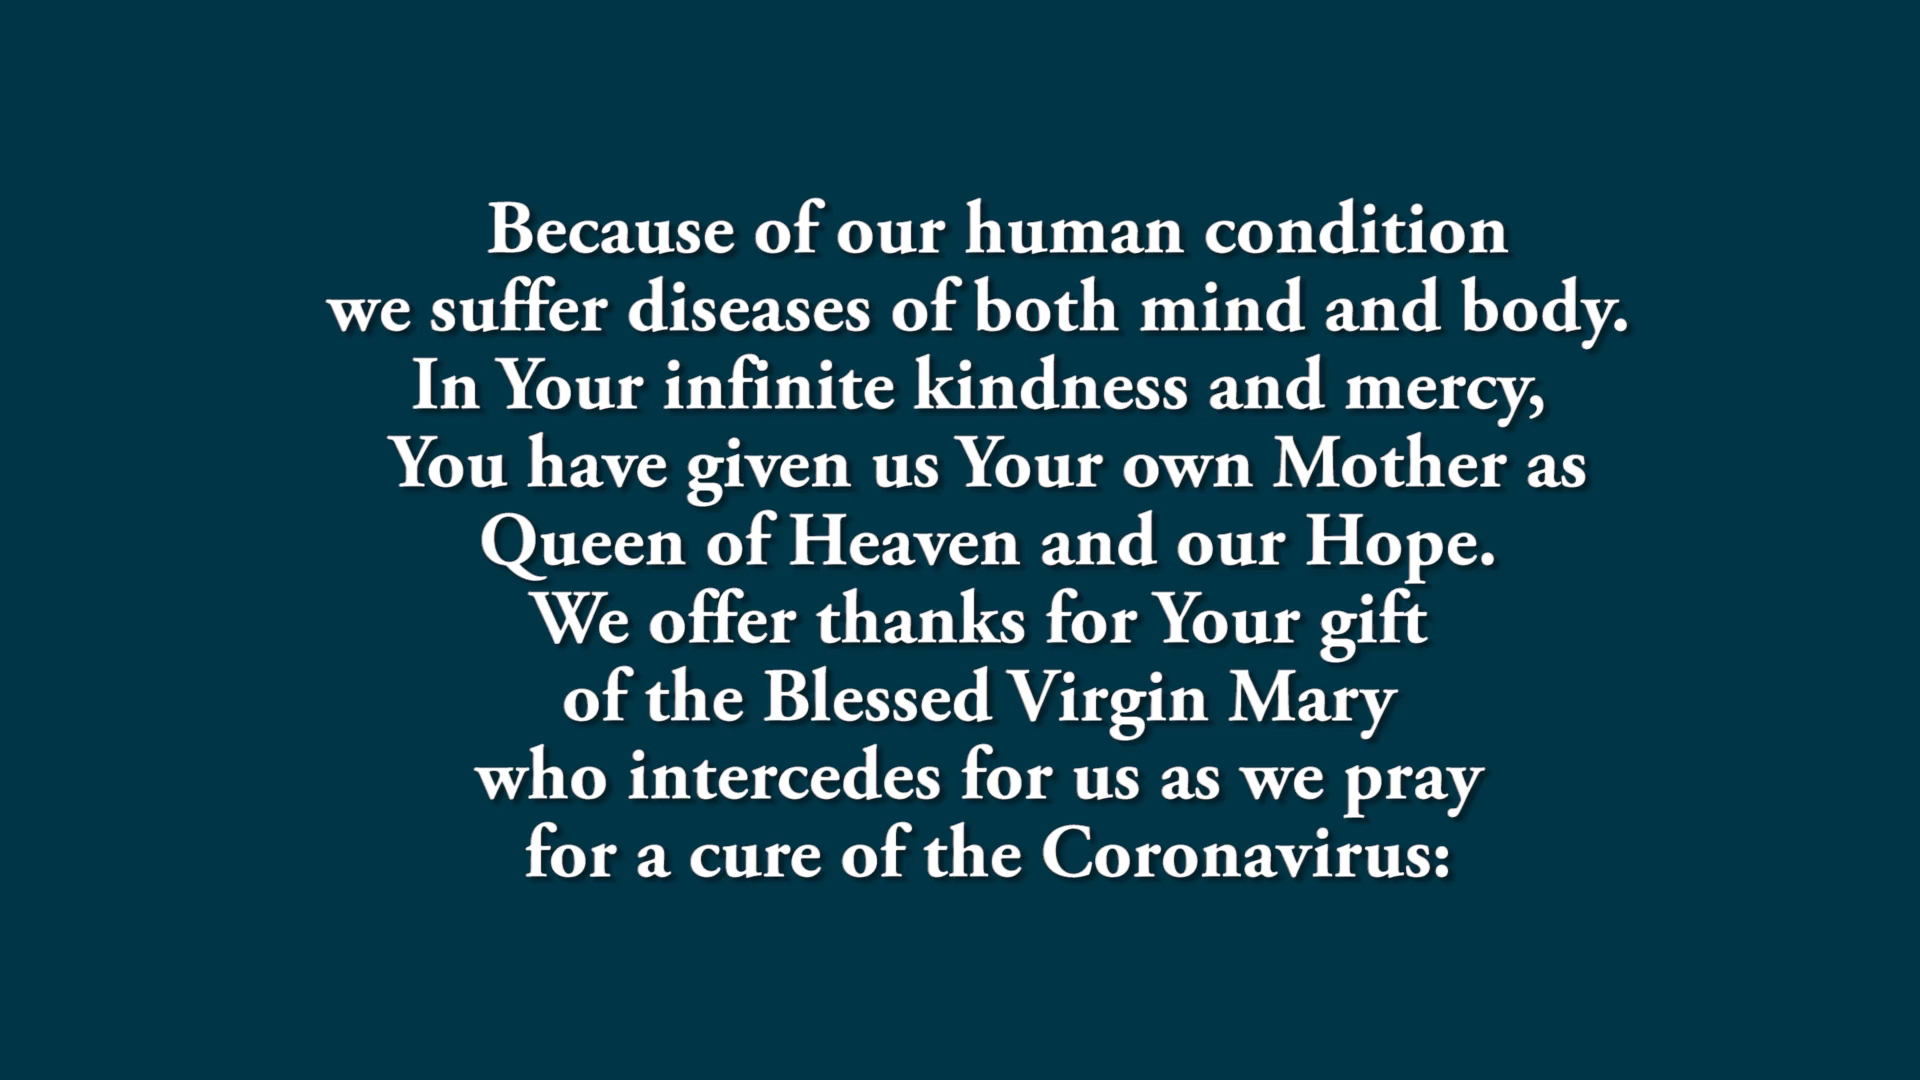 Because of our human condition
we suffer diseases of both mind and body.
In Your infinite kindness and mercy,
You have given us Your own Mother as
Queen of Heaven and our Hope.
We offer thanks for Your gift
of the Blessed Virgin Mary
who intercedes for us as we pray
for a cure of the Coronavirus: